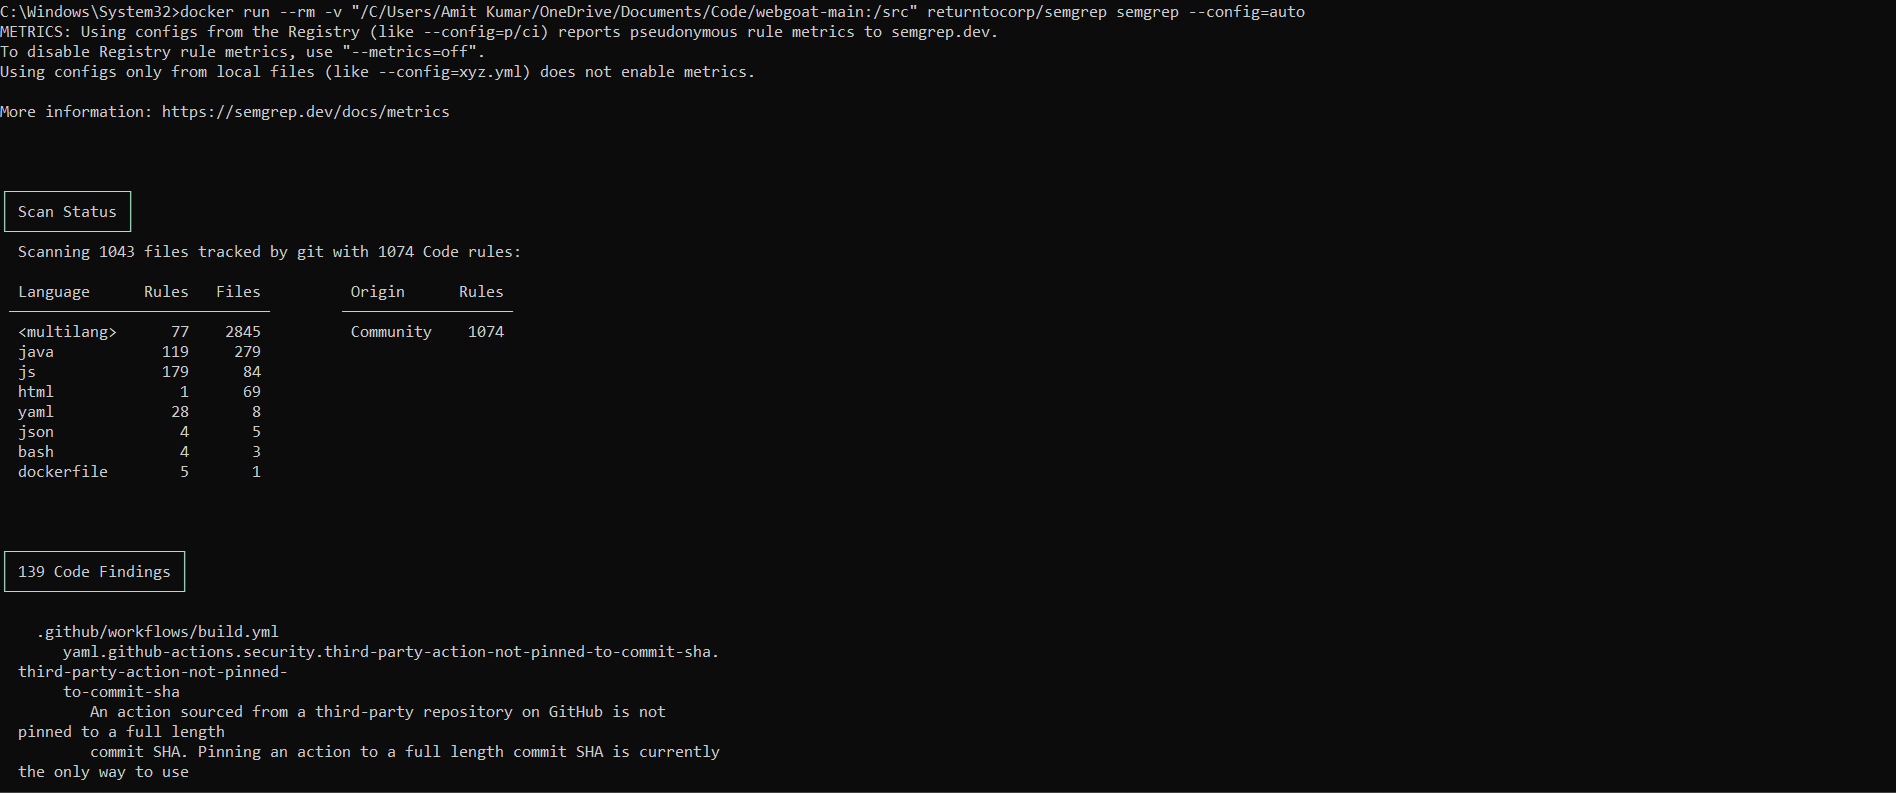 C:\Windows\System32>docker run --rm -v "/C/Users/Amit Kumar/OneDrive/Documents/Code/webgoat-main:/src" returntocorp/semgrep semgrep --config=auto
METRICS: Using configs from the Registry (like --config=p/ci) reports pseudonymous rule metrics to semgrep.dev.
To disable Registry rule metrics, use "--metrics=off".
Using configs only from local files (like --config=xyz.yml) does not enable metrics.
More information: https://semgrep.dev/docs/metrics
Scan Status
Scanning 1043 files tracked by git with 1074 Code rules:
Language Rules Files Origin Rules
<multilang> 77 2845 Community 1074
java 119 279
js 179 84
html 1 69
yaml 28 8
json 4 5
bash 4 3
dockerfile 5 1
139 Code Findings
.github/workflows/build.yml
yaml.github-actions.security.third-party-action-not-pinned-to-commit-sha.
third-party-action-not-pinned-
to-commit-sha
An action sourced from a third-party repository on GitHub is not
pinned to a full length
commit SHA. Pinning an action to a full length commit SHA is currently
the only way to use